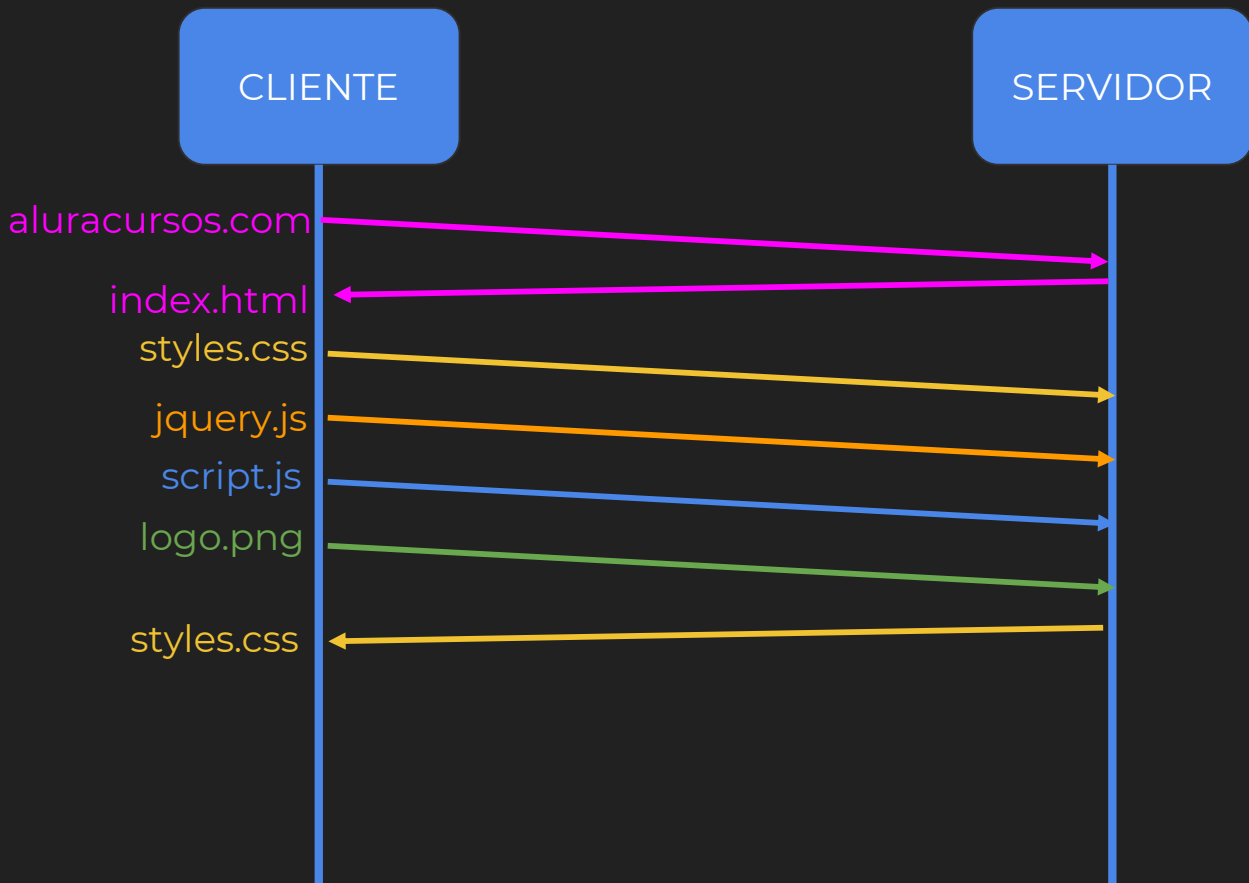 CLIENTE
SERVIDOR
aluracursos.com
index.html
styles.css
jquery.js
script.js
logo.png
styles.css